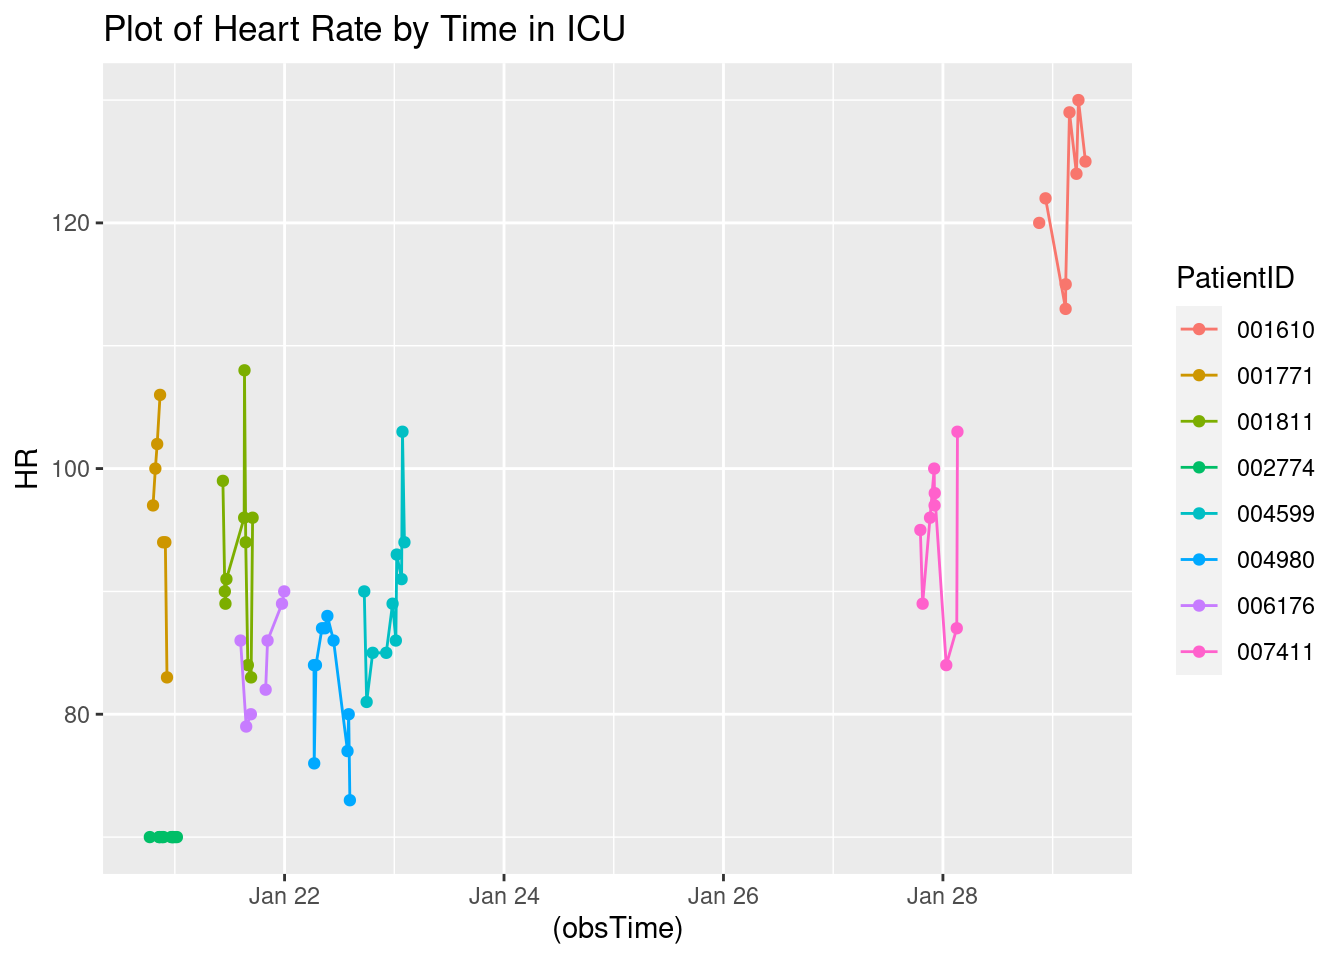 Plot of Heart Rate by Time in ICU
HR
120
100
80
Jan 22 Jan 24 Jan 26 Jan 28
(obsTime)
PatientID
001610
001771
001811
002774
004599
004980
006176
007411